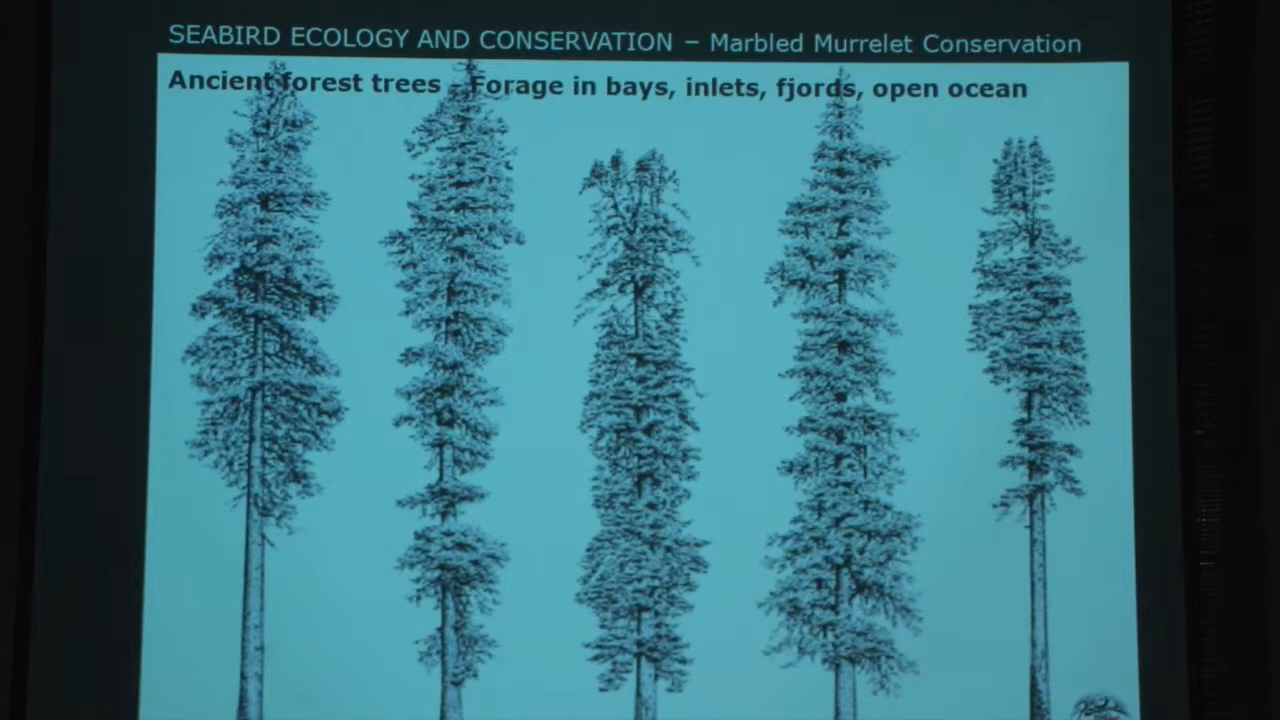 SEABIRD ECOLOGY AND CONSERVATION – Marbled Murrelet Conservation
Ancient forest trees - Forage in bays, inlets, fjords, open ocean